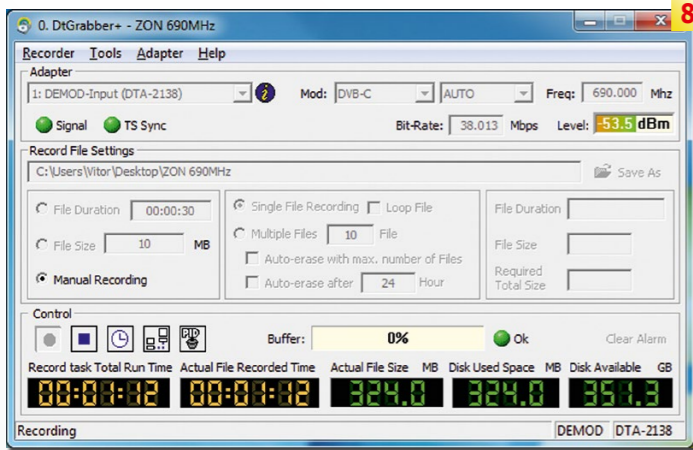 8
0. DtGrabber+ - ZON 690MHz
Recorder Tools Adapter Help
Adapter
1: DEMOD-Input (DTA-2138) Mod: DVB-C AUTO Freq: 690.000 Mhz
Signal TS Sync Bit-Rate: 38.013 Mbps Level: -53.5 dBm
Record File Settings
C:\Users\Vitor\Desktop\ZON 690MHz Save As
File Duration 00:00:30 Single File Recording Loop File File Duration
Multiple Files 10 File
File Size 10 MB File Size
Auto-erase with max. number of Files
Manual Recording Auto-erase after 24 Hour Required Total Size
Control
PID Buffer: 0% Ok Clear Alarm
Record task Total Run Time Actual File Recorded Time Actual File Size MB Disk Used Space MB Disk Available GB
00:01:12 00:01:12 324.0 324.0 351.3
Recording DEMOD DTA-2138